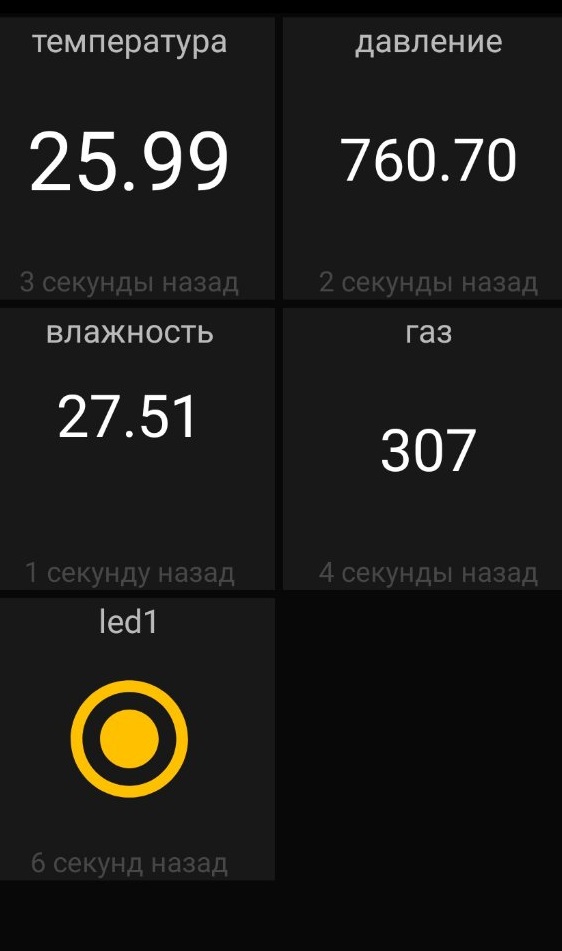 температура
25.99
3 секунды назад
давление
760.70
2 секунды назад
влажность
27.51
1 секунду назад
газ
307
4 секунды назад
led1
6 секунд назад